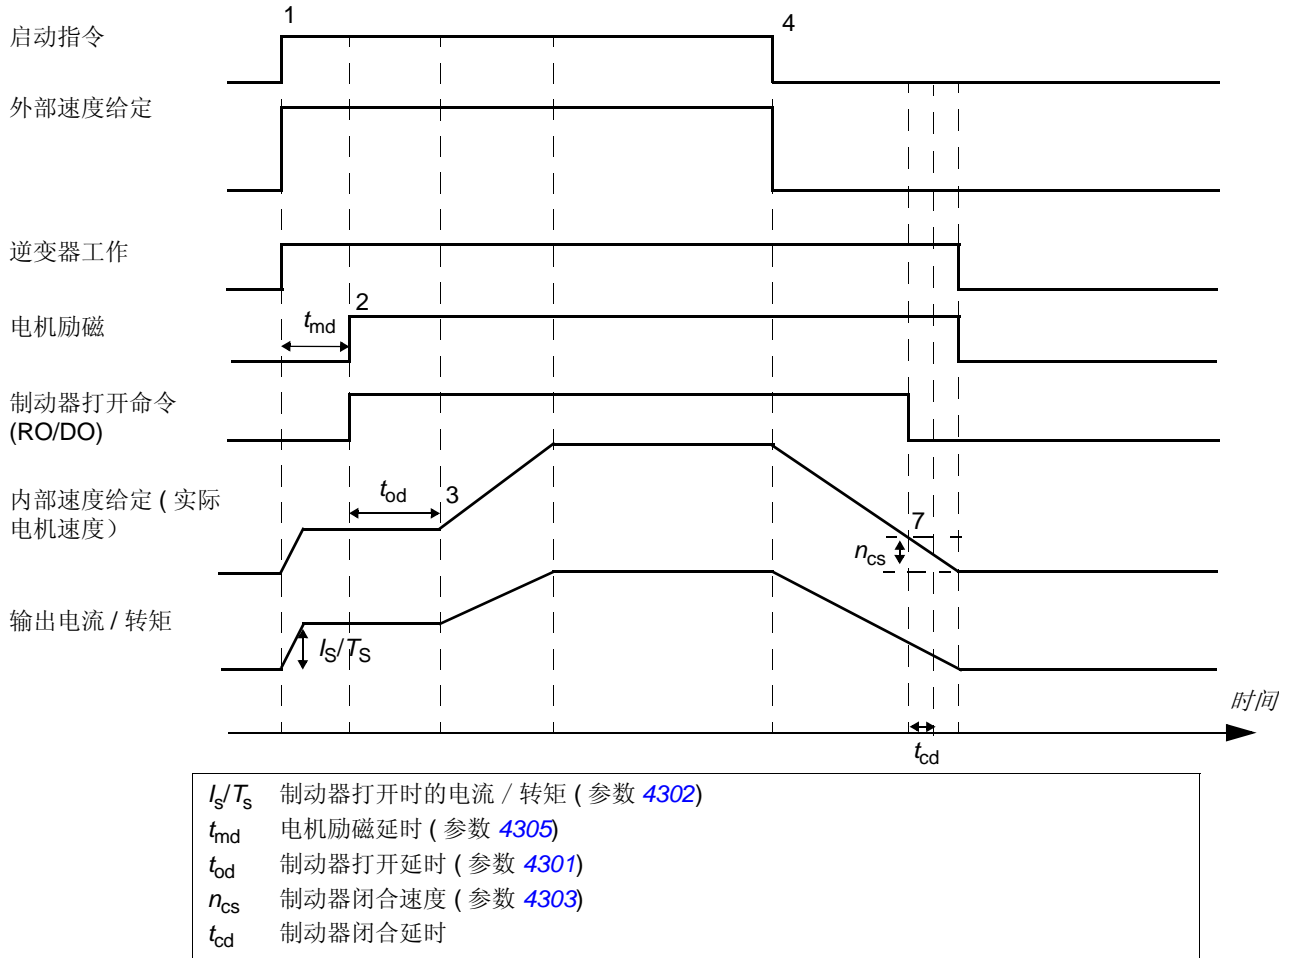 1
4
启动指令
外部速度给定
逆变器工作
2
电机励磁
tmd
制动器打开命令
(RO/DO)
内部速度给定 ( 实际
电机速度）
tod
3
7
ncs
输出电流 / 转矩
IS/TS
时间
tcd
Is/Ts 制动器打开时的电流 / 转矩 ( 参数 4302)
tmd 电机励磁延时 ( 参数 4305)
tod 制动器打开延时 ( 参数 4301)
ncs 制动器闭合速度 ( 参数 4303)
tcd 制动器闭合延时